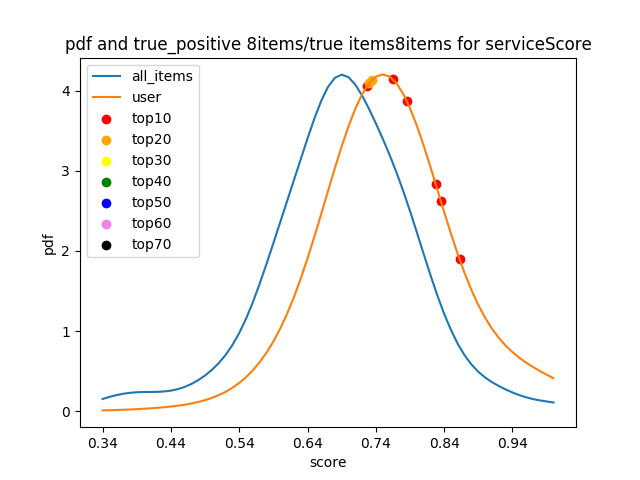 pdf and true_positive 8items/true items8items for serviceScore
all_items
user
top10
top20
top30
top40
top50
top60
top70
pdf
4
3
2
1
0
0.34 0.44 0.54 0.64 0.74 0.84 0.94
score